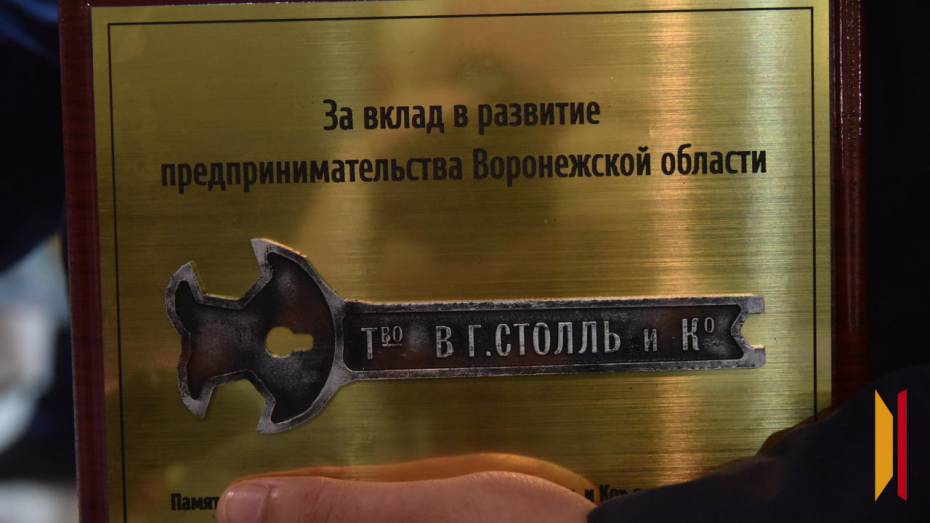 За вклад в развитие
предпринимательства Воронежской области
Тво В Г. СТОЛЛЬ и Ко
и